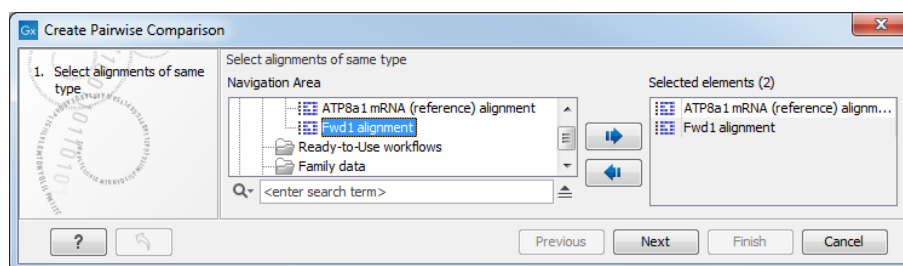 Gx Create Pairwise Comparison
X
1. Select alignments of same
type
Select alignments of same type
Navigation Area
ATP8a1 mRNA (reference) alignment
Fwd1 alignment
Ready-to-Use workflows
Family data
<enter search term>
Selected elements (2)
ATP8a1 mRNA (reference) alignm...
Fwd1 alignment
?
Previous
Next
Finish
Cancel